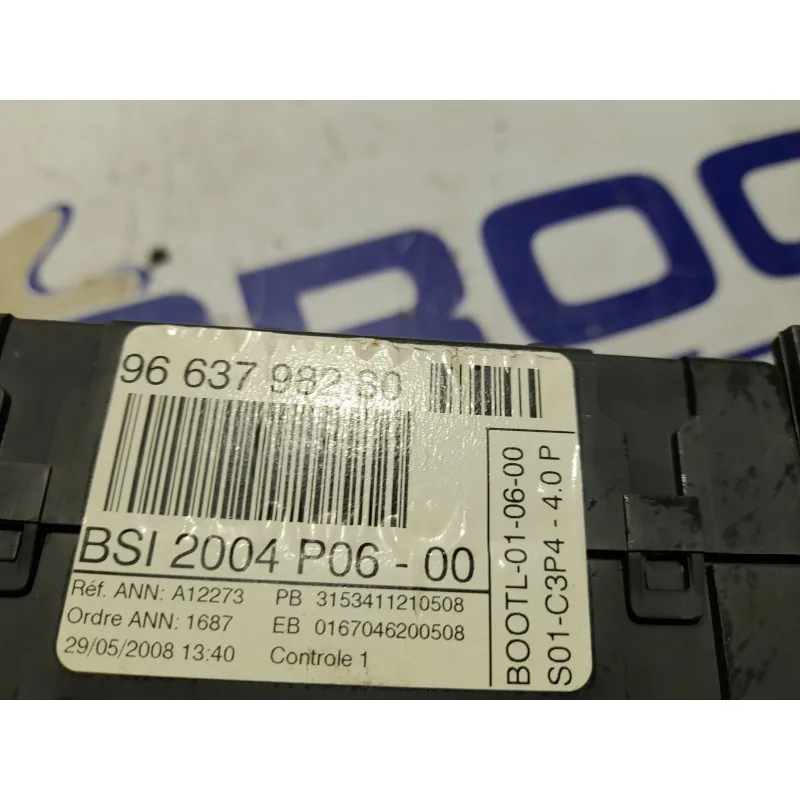 ROO
96 637 982 80
BSI 2004 P06 - 00
Réf. ANN: A12273 PB 3153411210508
Ordre ANN: 1687 EB 0167046200508
29/05/2008 13:40 Controle 1
BOOTL-01-06-00
S01-C3P4 - 4.0 P